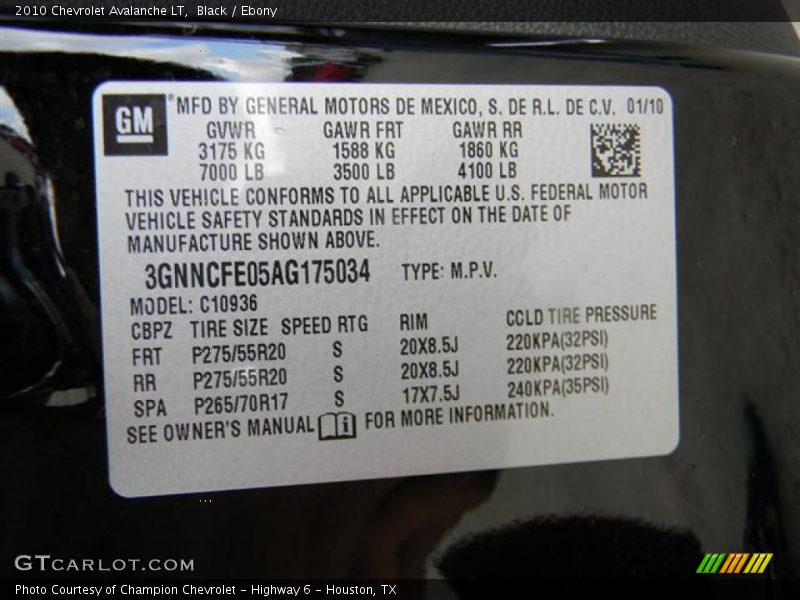 2010 Chevrolet Avalanche LT, Black / Ebony
GM ® MFD BY GENERAL MOTORS DE MEXICO, S. DE R.L. DE C.V. 01/10
GVWR GAWR FRT GAWR RR
3175 KG 1588 KG 1860 KG
7000 LB 3500 LB 4100 LB
THIS VEHICLE CONFORMS TO ALL APPLICABLE U.S. FEDERAL MOTOR
VEHICLE SAFETY STANDARDS IN EFFECT ON THE DATE OF
MANUFACTURE SHOWN ABOVE.
3GNNCFE05AG175034 TYPE: M.P.V.
MODEL: C10936
CBPZ TIRE SIZE SPEED RTG RIM COLD TIRE PRESSURE
FRT P275/55R20 S 20X8.5J 220KPA(32PSI)
RR P275/55R20 S 20X8.5J 220KPA(32PSI)
SPA P265/70R17 S 17X7.5J 240KPA(35PSI)
SEE OWNER'S MANUAL i FOR MORE INFORMATION.
GTCARLOT.COM
Photo Courtesy of Champion Chevrolet - Highway 6 - Houston, TX